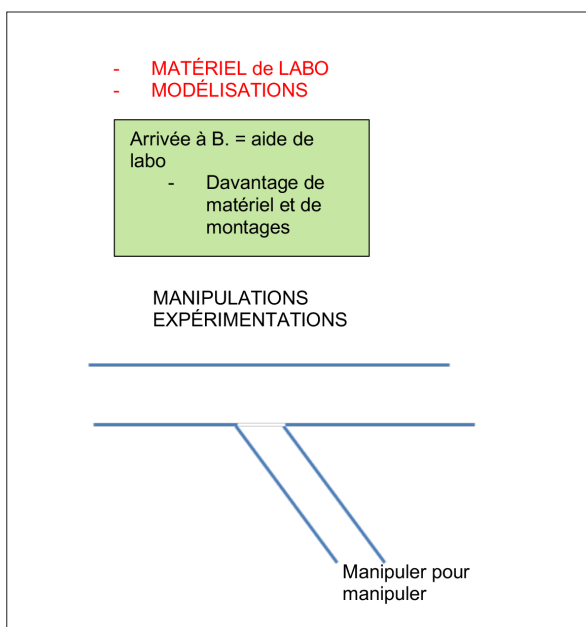 - MATÉRIEL de LABO
- MODÉLISATIONS
Arrivée à B. = aide de
labo
- Davantage de
matériel et de
montages
MANIPULATIONS
EXPÉRIMENTATIONS
Manipuler pour
manipuler